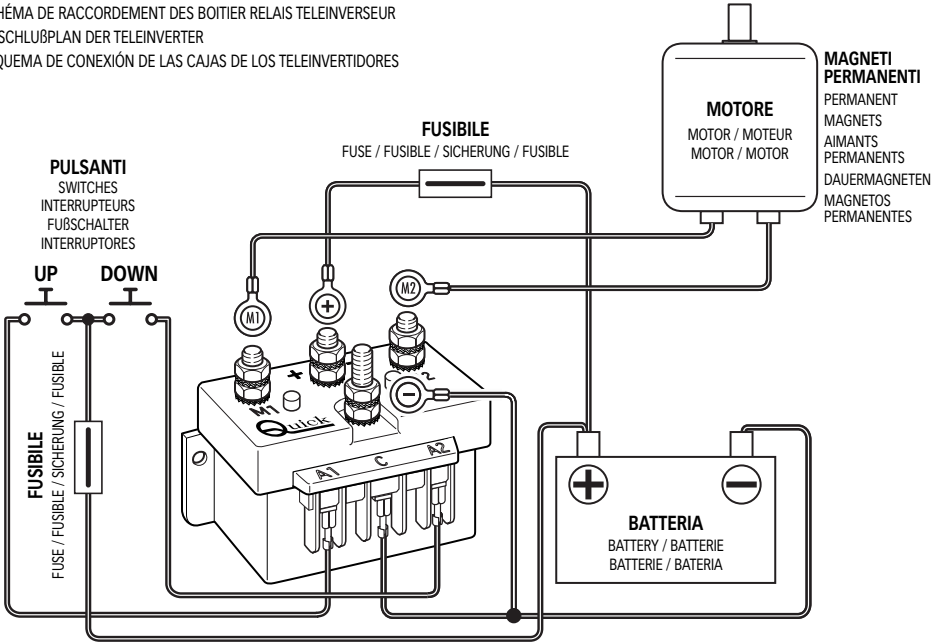 HÉMA DE RACCORDEMENT DES BOITIER RELAIS TELEINVERSEUR
SCHLUßPLAN DER TELEINVERTER
QUEMA DE CONEXIÓN DE LAS CAJAS DE LOS TELEINVERTIDORES
MAGNETI
PERMANENTI
PERMANENT
MAGNETS
AIMANTS
PERMANENTS
DAUERMAGNETEN
MAGNETOS
PERMANENTES
MOTORE
MOTOR / MOTEUR
MOTOR / MOTOR
FUSIBILE
FUSE / FUSIBLE / SICHERUNG / FUSIBLE
PULSANTI
SWITCHES
INTERRUPTEURS
FUßSCHALTER
INTERRUPTORES
UP DOWN
M1
+
M2
−
+
2
M1
Quick
A1 C A2
FUSIBILE
FUSE / FUSIBLE / SICHERUNG / FUSIBLE
+
−
BATTERIA
BATTERY / BATTERIE
BATTERIE / BATERIA